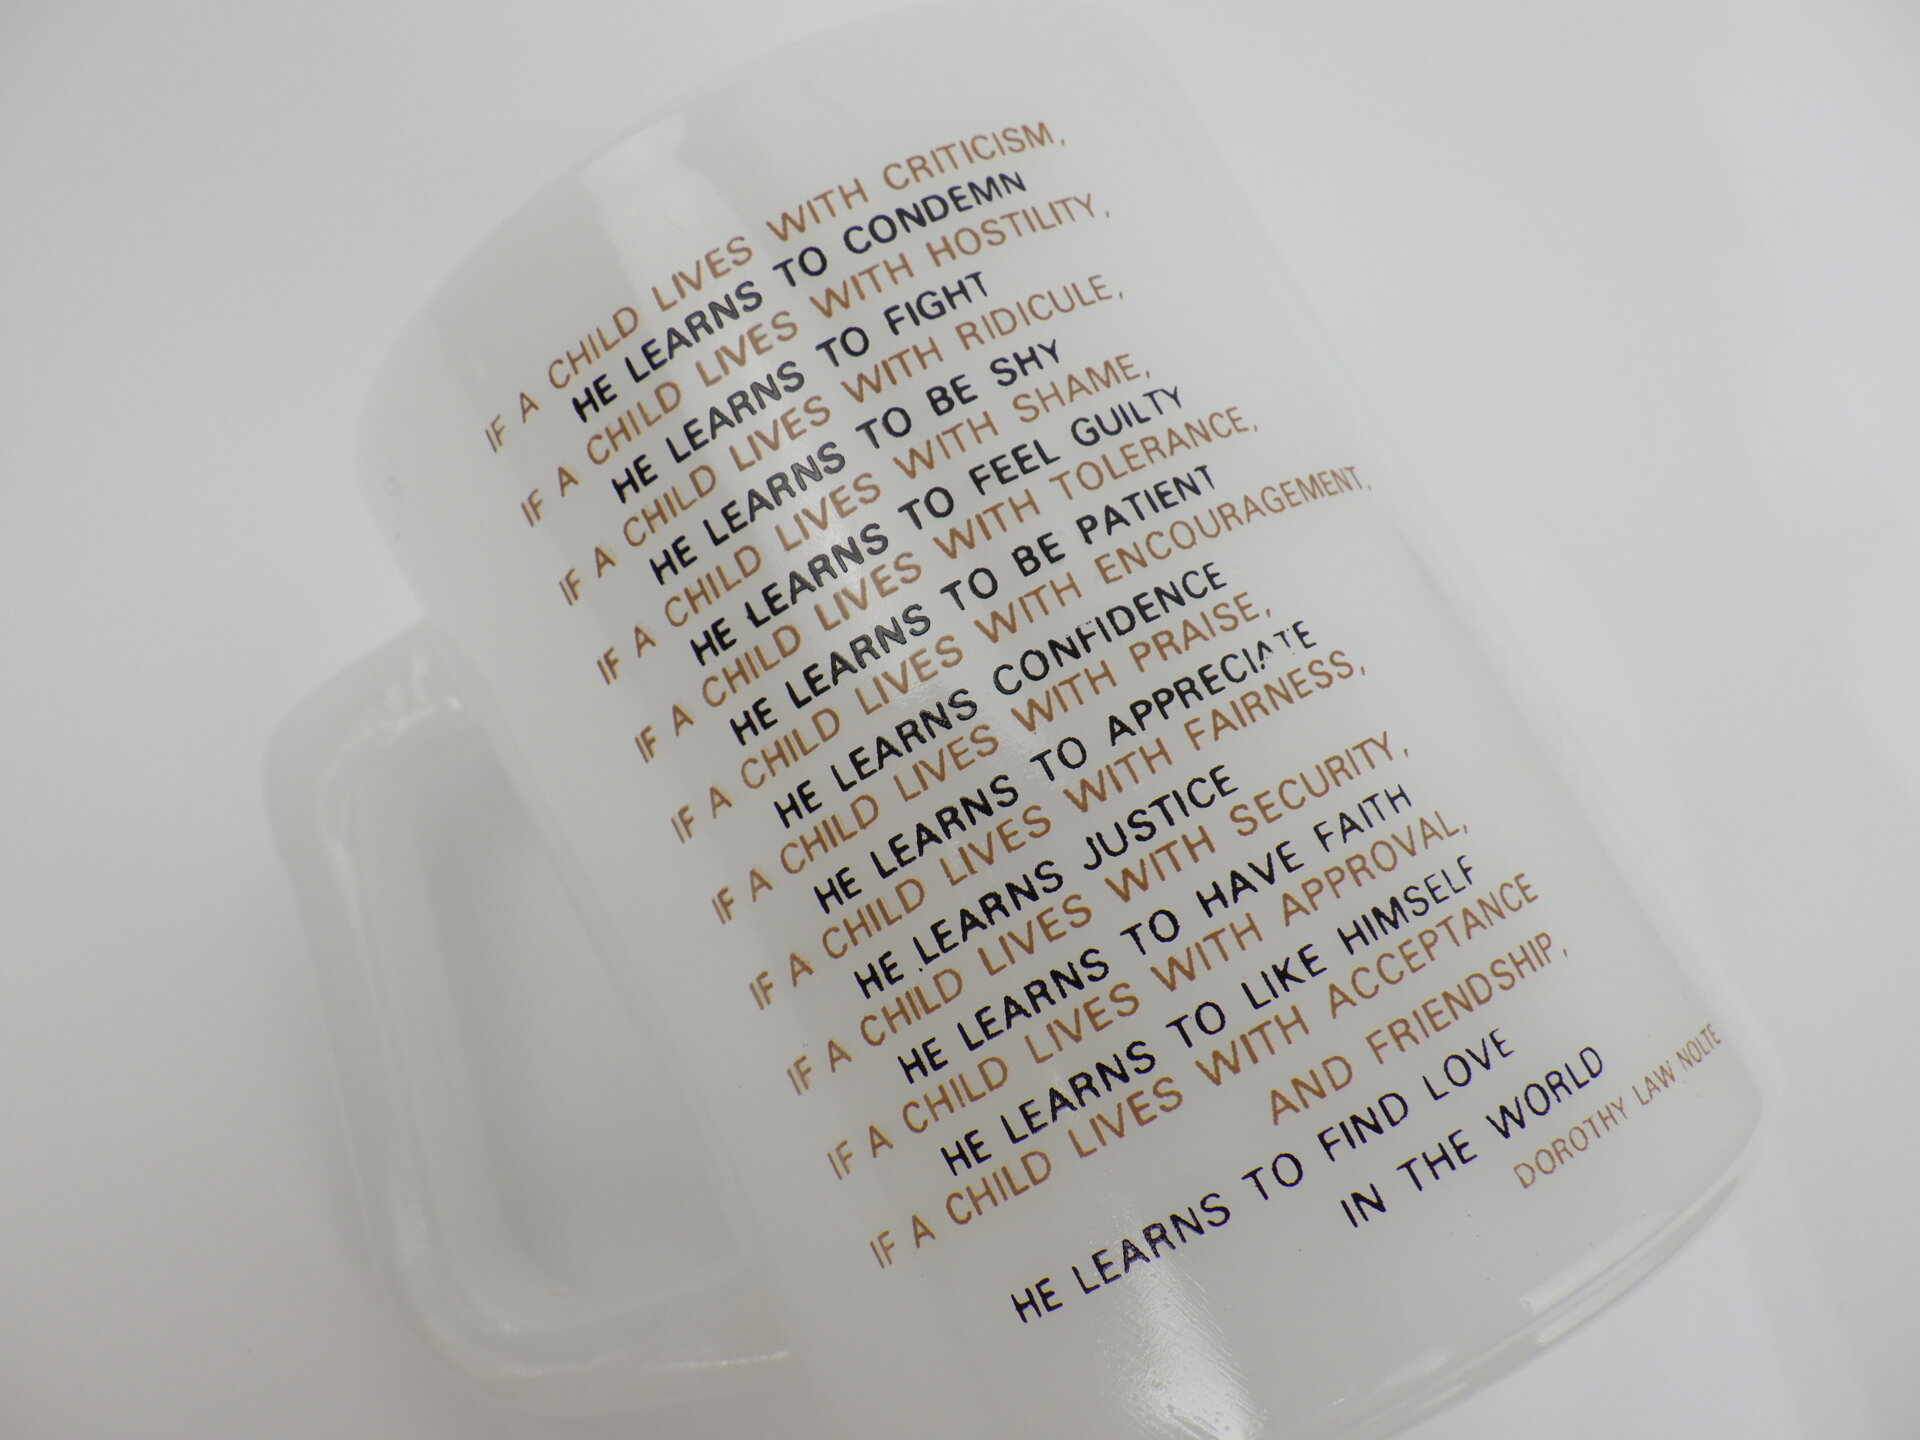 IF A CHILD LIVES WITH CRITICISM,
HE LEARNS TO CONDEMN
IF A CHILD LIVES WITH HOSTILITY,
HE LEARNS TO FIGHT
IF A CHILD LIVES WITH RIDICULE,
HE LEARNS TO BE SHY
IF A CHILD LIVES WITH SHAME,
HE LEARNS TO FEEL GUILTY
IF A CHILD LIVES WITH TOLERANCE,
HE LEARNS TO BE PATIENT
IF A CHILD LIVES WITH ENCOURAGEMENT,
HE LEARNS CONFIDENCE
IF A CHILD LIVES WITH PRAISE,
HE LEARNS TO APPRECIATE
IF A CHILD LIVES WITH FAIRNESS,
HE LEARNS JUSTICE
IF A CHILD LIVES WITH SECURITY,
HE LEARNS TO HAVE FAITH
IF A CHILD LIVES WITH APPROVAL,
HE LEARNS TO LIKE HIMSELF
IF A CHILD LIVES WITH ACCEPTANCE
AND FRIENDSHIP,
HE LEARNS TO FIND LOVE
IN THE WORLD
DOROTHY LAW NOLTE